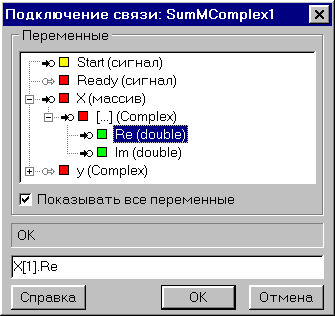 Подключение связи: SumMComplex1
Переменные
Start (сигнал)
Ready (сигнал)
X (массив)
[...] (Complex)
Re (double)
Im (double)
y (Complex)
Показывать все переменные
OK
X[1].Re
Справка
OK
Отмена